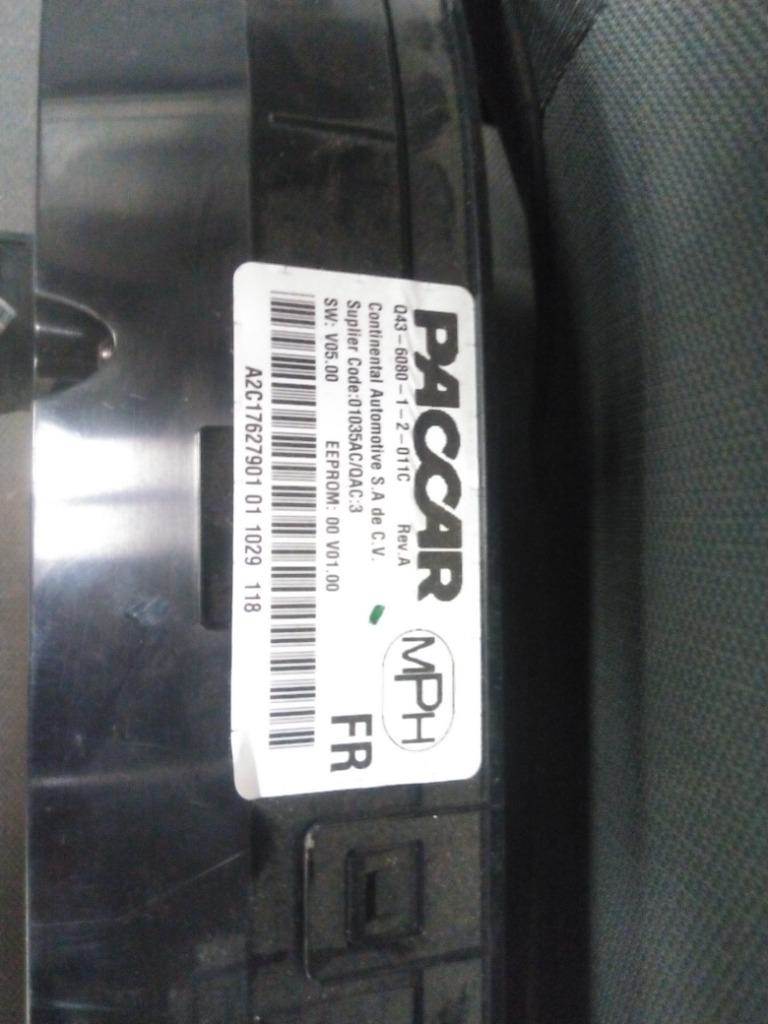 PACCAR
Q43-6080-1-2-011C Rev.A
MPH
Continental Automotive S.A de C.V.
Suplier Code:01035AC/QAC:3
SW: V05.00 EEPROM: 00 V01.00
FR
A2C17627901 01 1029 118